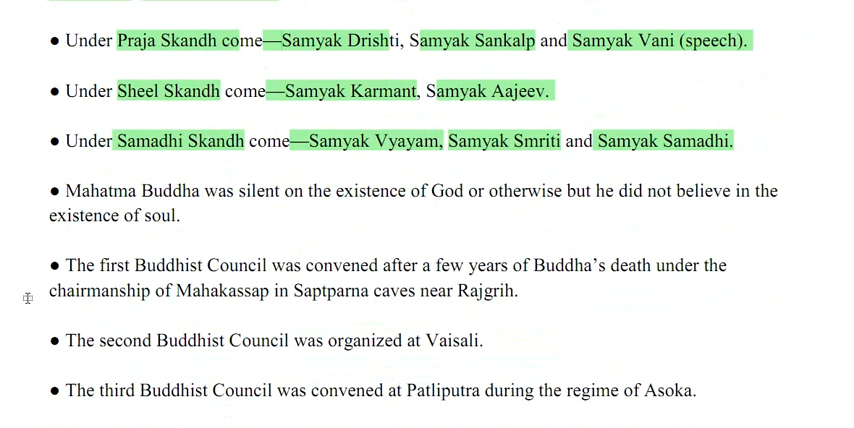 ● Under Praja Skandh come—Samyak Drishti, Samyak Sankalp and Samyak Vani (speech).
● Under Sheel Skandh come—Samyak Karmant, Samyak Aajeev.
● Under Samadhi Skandh come—Samyak Vyayam, Samyak Smriti and Samyak Samadhi.
● Mahatma Buddha was silent on the existence of God or otherwise but he did not believe in the
existence of soul.
● The first Buddhist Council was convened after a few years of Buddha’s death under the
chairmanship of Mahakassap in Saptparna caves near Rajgrih.
● The second Buddhist Council was organized at Vaisali.
● The third Buddhist Council was convened at Patliputra during the regime of Asoka.